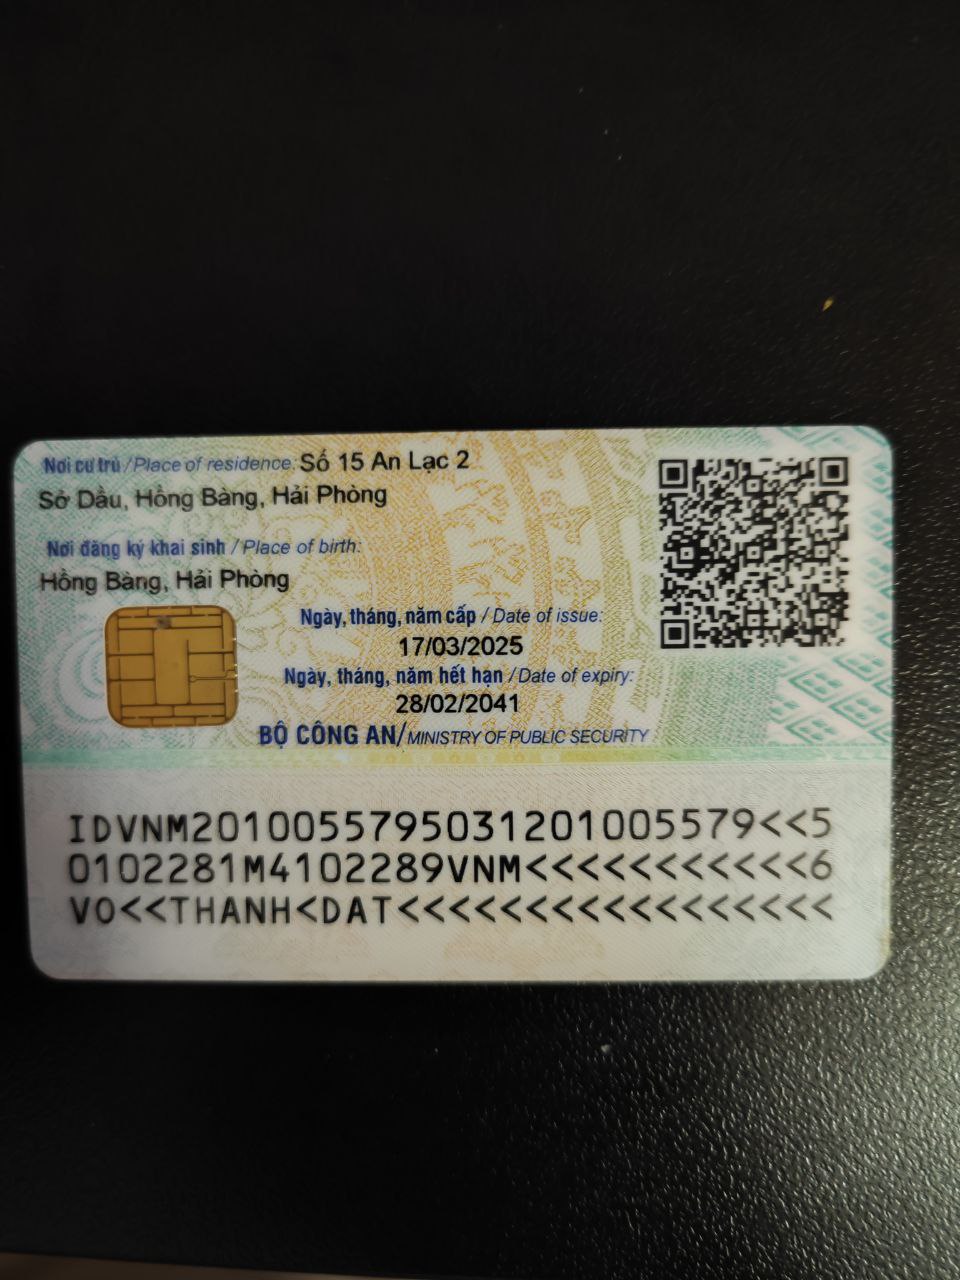 Nơi cư trú / Place of residence: Số 15 An Lạc 2
Sở Dầu, Hồng Bàng, Hải Phòng
Nơi đăng ký khai sinh / Place of birth:
Hồng Bàng, Hải Phòng
Ngày, tháng, năm cấp / Date of issue:
17/03/2025
Ngày, tháng, năm hết hạn / Date of expiry:
28/02/2041
BỘ CÔNG AN/MINISTRY OF PUBLIC SECURITY
IDVNM2010055795031201005579<<5
0102281M4102289VNM<<<<<<<<<<<6
VO<<THANH<DAT<<<<<<<<<<<<<<<<<